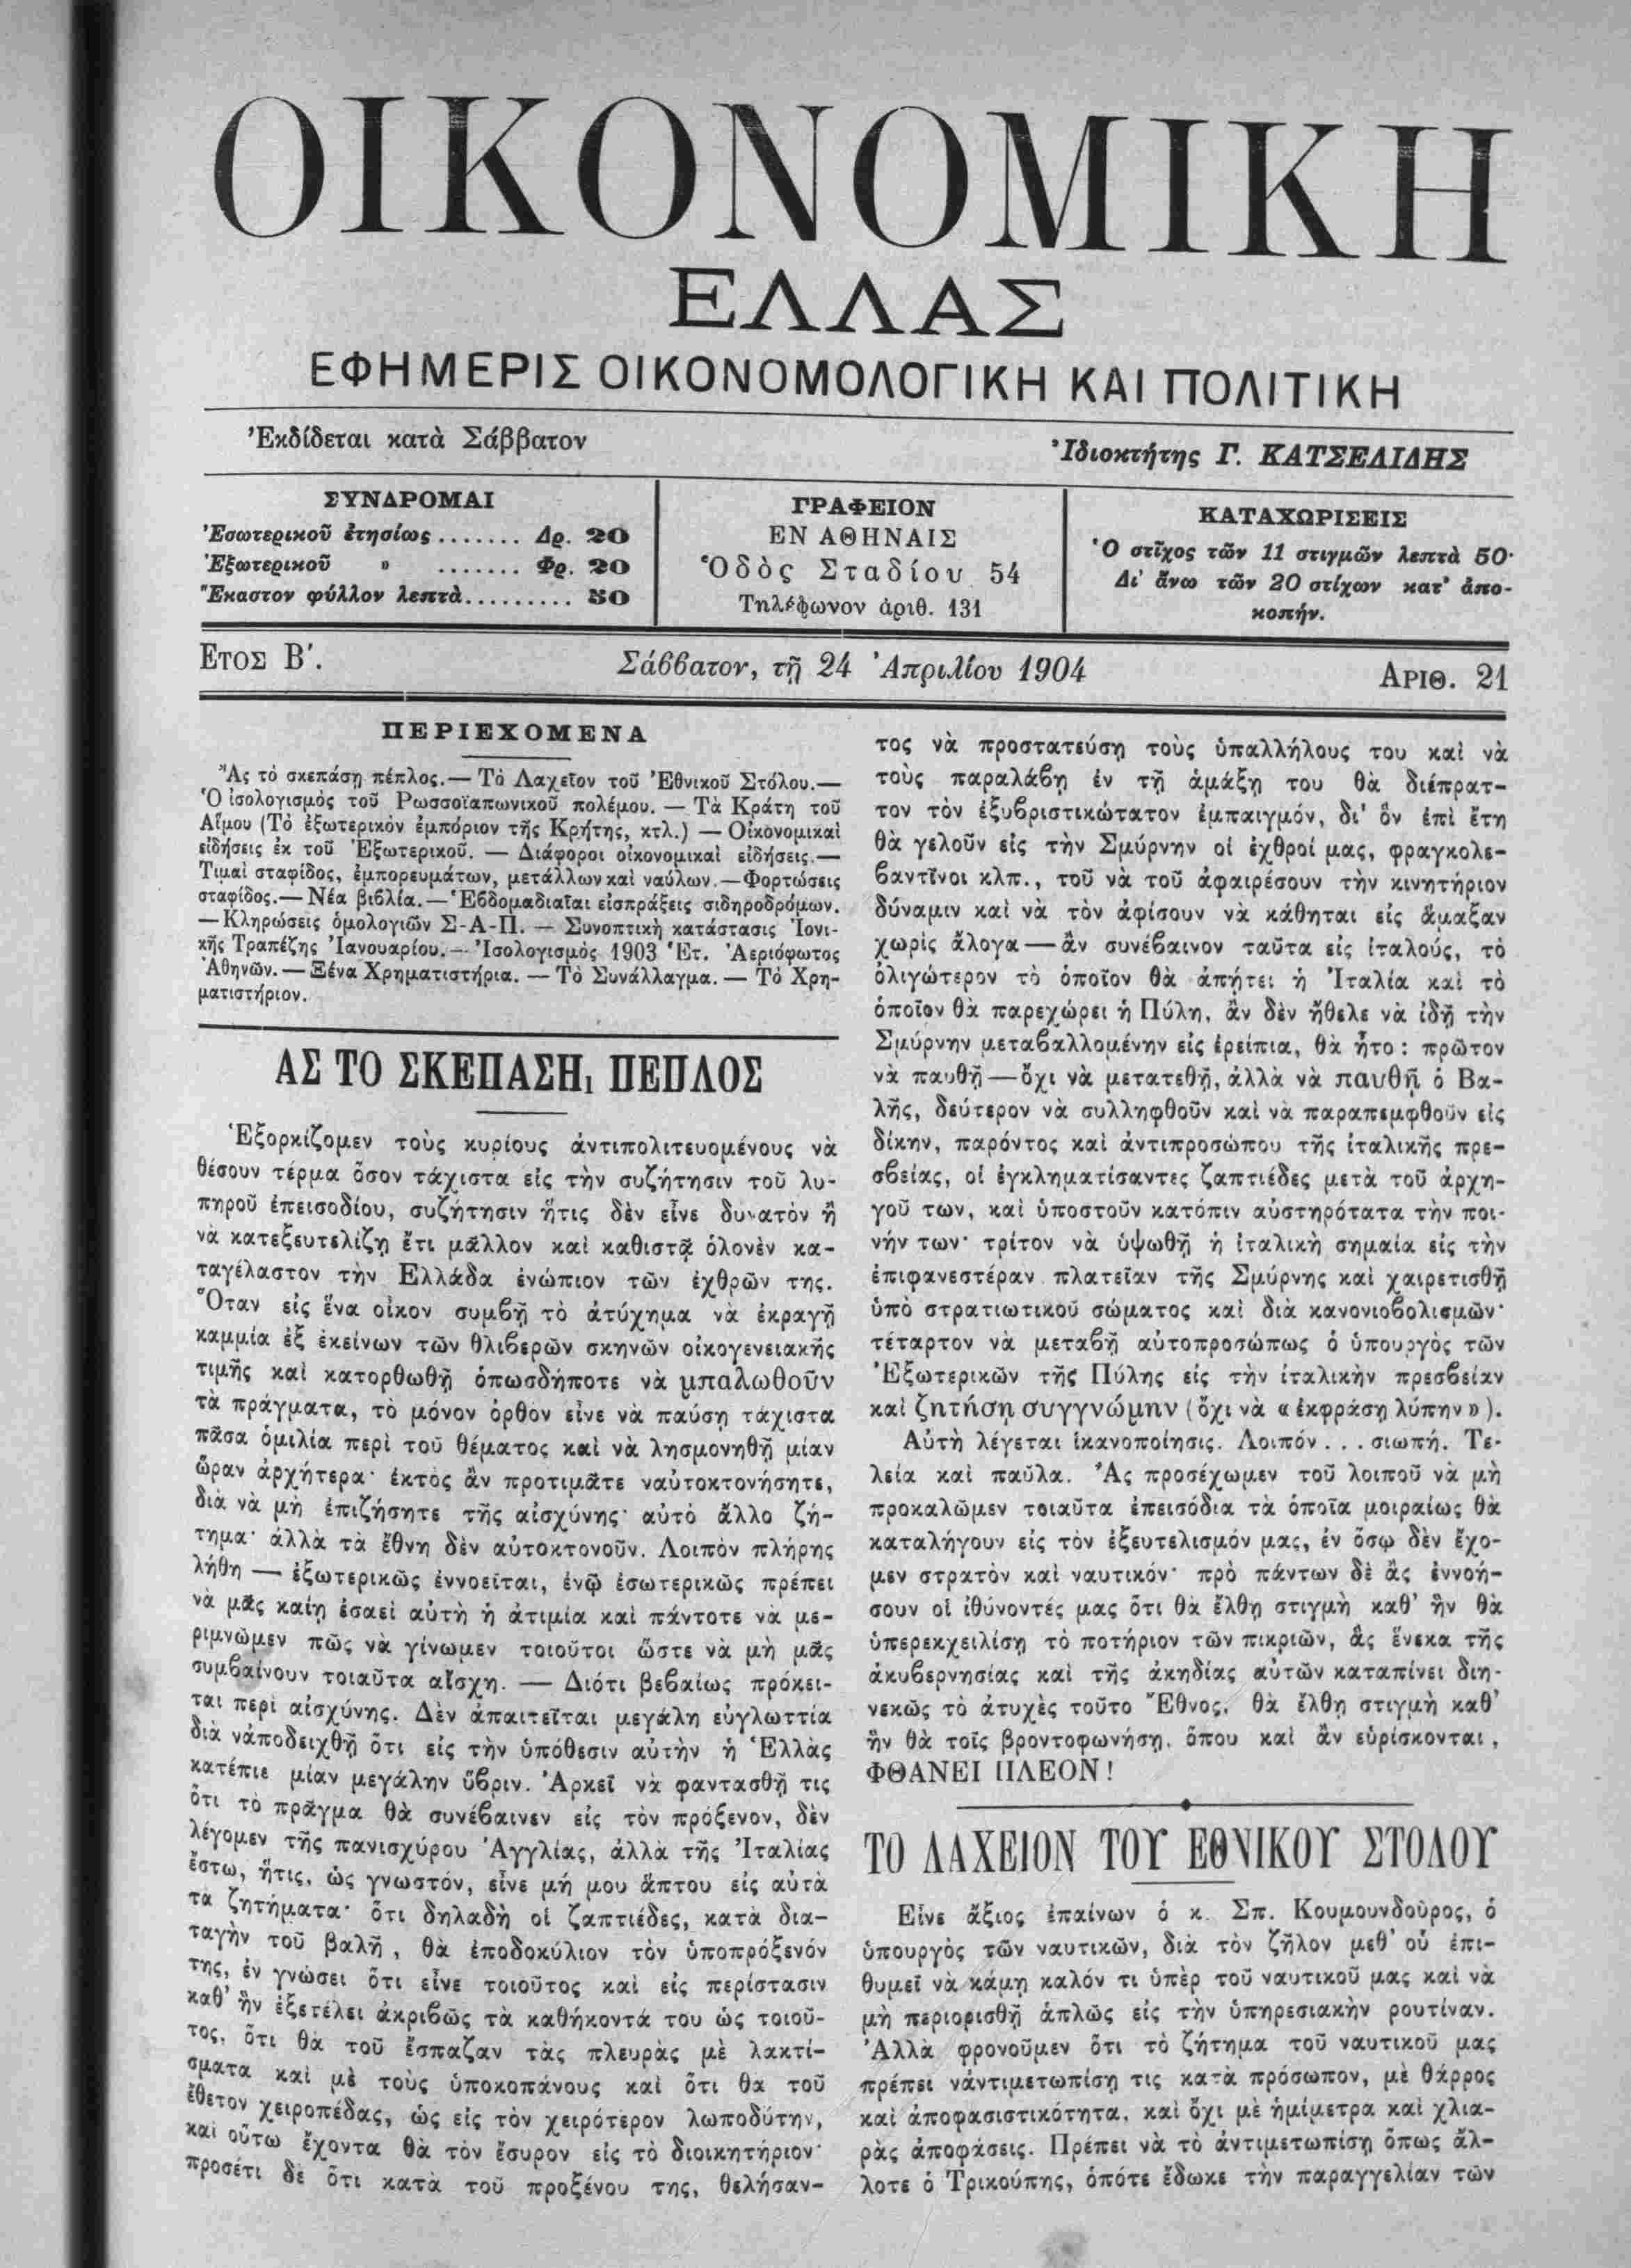 ΟΙΚΟΝΟΜΙΚΗ
ΕΛΛΑΣ
ΕΦΗΜΕΡΙΣ ΟΙΚΟΝΟΜΟΛΟΓΙΚΗ ΚΑΙ ΠΟΛΙΤΙΚΗ
Ἐκδίδεται κατὰ Σάββατον
Ἰδιοκτήτης Γ. ΚΑΤΣΕΛΙΔΗΣ
ΣΥΝΔΡΟΜΑΙ
Ἐσωτερικοῦ ἐτησίως ....... Δρ. 20
Ἐξωτερικοῦ » ....... Φρ. 20
Ἕκαστον φύλλον λεπτὰ.......... 50
ΓΡΑΦΕΙΟΝ
ΕΝ ΑΘΗΝΑΙΣ
Ὁδὸς Σταδίου 54
Τηλέφωνον ἀριθ. 131
ΚΑΤΑΧΩΡΙΣΕΙΣ
Ὁ στῖχος τῶν 11 στιγμῶν λεπτὰ 50·
Δι' ἄνω τῶν 20 στίχων κατ' ἀπο-
κοπήν.
ΕΤΟΣ Β΄.
Σάββατον, τῇ 24 Ἀπριλίου 1904
ΑΡΙΘ. 21
ΠΕΡΙΕΧΟΜΕΝΑ
Ἂς τὸ σκεπάσῃ πέπλος.— Τὸ Λαχεῖον τοῦ Ἐθνικοῦ Στόλου.—
Ὁ ἰσολογισμὸς τοῦ Ρωσσοϊαπωνικοῦ πολέμου. — Τὰ Κράτη τοῦ
Αἵμου (Τὸ ἐξωτερικὸν ἐμπόριον τῆς Κρήτης, κτλ.) — Οἰκονομικαὶ
εἰδήσεις ἐκ τοῦ Ἐξωτερικοῦ. — Διάφοροι οἰκονομικαὶ εἰδήσεις.—
Τιμαὶ σταφίδος, ἐμπορευμάτων, μετάλλων καὶ ναύλων.—Φορτώσεις
σταφίδος.— Νέα βιβλία.— Ἑβδομαδιαῖαι εἰσπράξεις σιδηροδρόμων.
— Κληρώσεις ὁμολογιῶν Σ-Α-Π. — Συνοπτικὴ κατάστασις Ἰονι-
κῆς Τραπέζης Ἰανουαρίου.— Ἰσολογισμὸς 1903 Ἑτ. Ἀεριόφωτος
Ἀθηνῶν.— Ξένα Χρηματιστήρια. — Τὸ Συνάλλαγμα. — Τὸ Χρη-
ματιστήριον.
ΑΣ ΤΟ ΣΚΕΠΑΣΗι ΠΕΠΛΟΣ
Ἐξορκίζομεν τοὺς κυρίους ἀντιπολιτευομένους νὰ
θέσουν τέρμα ὅσον τάχιστα εἰς τὴν συζήτησιν τοῦ λυ-
πηροῦ ἐπεισοδίου, συζήτησιν ἥτις δὲν εἶνε δυνατὸν ἢ
νὰ κατεξευτελίζῃ ἔτι μᾶλλον καὶ καθιστᾷ ὁλονὲν κα-
ταγέλαστον τὴν Ἑλλάδα ἐνώπιον τῶν ἐχθρῶν της.
Ὅταν εἰς ἕνα οἶκον συμβῇ τὸ ἀτύχημα νὰ ἐκραγῇ
καμμία ἐξ ἐκείνων τῶν θλιβερῶν σκηνῶν οἰκογενειακῆς
τιμῆς καὶ κατορθωθῇ ὁπωσδήποτε νὰ μπαλωθοῦν
τὰ πράγματα, τὸ μόνον ὀρθὸν εἶνε νὰ παύσῃ τάχιστα
πᾶσα ὁμιλία περὶ τοῦ θέματος καὶ νὰ λησμονηθῇ μίαν
ὥραν ἀρχήτερα· ἐκτὸς ἂν προτιμᾶτε ναὐτοκτονήσητε,
διὰ νὰ μὴ ἐπιζήσητε τῆς αἰσχύνης· αὐτὸ ἄλλο ζή-
τημα· ἀλλὰ τὰ ἔθνη δὲν αὐτοκτονοῦν. Λοιπὸν πλήρης
λήθη — ἐξωτερικῶς ἐννοεῖται, ἐνῷ ἐσωτερικῶς πρέπει
νὰ μᾶς καίῃ ἐσαεὶ αὐτὴ ἡ ἀτιμία καὶ πάντοτε νὰ με-
ριμνῶμεν πῶς νὰ γίνωμεν τοιοῦτοι ὥστε νὰ μὴ μᾶς
συμβαίνουν τοιαῦτα αἴσχη. — Διότι βεβαίως πρόκει-
ται περὶ αἰσχύνης. Δὲν ἀπαιτεῖται μεγάλη εὐγλωττία
διὰ νἀποδειχθῇ ὅτι εἰς τὴν ὑπόθεσιν αὐτὴν ἡ Ἑλλὰς
κατέπιε μίαν μεγάλην ὕβριν. Ἀρκεῖ νὰ φαντασθῇ τις
ὅτι τὸ πρᾶγμα θὰ συνέβαινεν εἰς τὸν πρόξενον, δὲν
λέγομεν τῆς πανισχύρου Ἀγγλίας, ἀλλὰ τῆς Ἰταλίας
ἔστω, ἥτις, ὡς γνωστόν, εἶνε μή μου ἅπτου εἰς αὐτὰ
τὰ ζητήματα· ὅτι δηλαδὴ οἱ ζαπτιέδες, κατὰ δια-
ταγὴν τοῦ βαλῆ, θὰ ἐποδοκύλιον τὸν ὑποπρόξενόν
της, ἐν γνώσει ὅτι εἶνε τοιοῦτος καὶ εἰς περίστασιν
καθ' ἣν ἐξετέλει ἀκριβῶς τὰ καθήκοντά του ὡς τοιοῦ-
τος, ὅτι θὰ τοῦ ἔσπαζαν τὰς πλευρὰς μὲ λακτί-
σματα καὶ μὲ τοὺς ὑποκοπάνους καὶ ὅτι θα τοῦ
ἔθετον χειροπέδας, ὡς εἰς τὸν χειρότερον λωποδύτην,
καὶ οὕτω ἔχοντα θὰ τὸν ἔσυρον εἰς τὸ διοικητήριον·
προσέτι δὲ ὅτι κατὰ τοῦ προξένου της, θελήσαν-
τος νὰ προστατεύσῃ τοὺς ὑπαλλήλους του καὶ νὰ
τοὺς παραλάβῃ ἐν τῇ ἁμάξῃ του θὰ διέπρατ-
τον τὸν ἐξυβριστικώτατον ἐμπαιγμόν, δι' ὃν ἐπὶ ἔτη
θὰ γελοῦν εἰς τὴν Σμύρνην οἱ ἐχθροί μας, φραγκολε-
βαντῖνοι κλπ., τοῦ νὰ τοῦ ἀφαιρέσουν τὴν κινητήριον
δύναμιν καὶ νὰ τὸν ἀφίσουν νὰ κάθηται εἰς ἅμαξαν
χωρὶς ἄλογα — ἂν συνέβαινον ταῦτα εἰς ἰταλούς, τὸ
ὀλιγώτερον τὸ ὁποῖον θὰ ἀπῄτει ἡ Ἰταλία καὶ τὸ
ὁποῖον θὰ παρεχώρει ἡ Πύλη, ἂν δὲν ἤθελε νὰ ἰδῇ τὴν
Σμύρνην μεταβαλλομένην εἰς ἐρείπια, θὰ ἦτο : πρῶτον
νὰ παυθῇ — ὄχι νὰ μετατεθῇ, ἀλλὰ νὰ παυθῇ ὁ Βα-
λῆς, δεύτερον νὰ συλληφθοῦν καὶ νὰ παραπεμφθοῦν εἰς
δίκην, παρόντος καὶ ἀντιπροσώπου τῆς ἰταλικῆς πρε-
σβείας, οἱ ἐγκληματίσαντες ζαπτιέδες μετὰ τοῦ ἀρχη-
γοῦ των, καὶ ὑποστοῦν κατόπιν αὐστηρότατα τὴν ποι-
νήν των· τρίτον νὰ ὑψωθῇ ἡ ἰταλικὴ σημαία εἰς τὴν
ἐπιφανεστέραν πλατεῖαν τῆς Σμύρνης καὶ χαιρετισθῇ
ὑπὸ στρατιωτικοῦ σώματος καὶ διὰ κανονιοβολισμῶν·
τέταρτον νὰ μεταβῇ αὐτοπροσώπως ὁ ὑπουργὸς τῶν
Ἐξωτερικῶν τῆς Πύλης εἰς τὴν ἰταλικὴν πρεσβείαν
καὶ ζητήσῃ συγγνώμην (ὄχι νὰ «ἐκφράσῃ λύπην»).
Αὐτὴ λέγεται ἱκανοποίησις. Λοιπόν . . . σιωπή. Τε-
λεία καὶ παῦλα. Ἂς προσέχωμεν τοῦ λοιποῦ νὰ μὴ
προκαλῶμεν τοιαῦτα ἐπεισόδια τὰ ὁποῖα μοιραίως θὰ
καταλήγουν εἰς τὸν ἐξευτελισμόν μας, ἐν ὅσῳ δὲν ἔχο-
μεν στρατὸν καὶ ναυτικόν· πρὸ πάντων δὲ ἂς ἐννοή-
σουν οἱ ἰθύνοντές μας ὅτι θὰ ἔλθῃ στιγμὴ καθ' ἣν θὰ
ὑπερεκχειλίσῃ τὸ ποτήριον τῶν πικριῶν, ἃς ἕνεκα τῆς
ἀκυβερνησίας καὶ τῆς ἀκηδίας αὐτῶν καταπίνει διη-
νεκῶς τὸ ἀτυχὲς τοῦτο Ἔθνος, θὰ ἔλθῃ στιγμὴ καθ'
ἣν θὰ τοῖς βροντοφωνήσῃ, ὅπου καὶ ἂν εὑρίσκονται,
ΦΘΑΝΕΙ ΠΛΕΟΝ!
ΤΟ ΛΑΧΕΙΟΝ ΤΟΥ ΕΘΝΙΚΟΥ ΣΤΟΛΟΥ
Εἶνε ἄξιος ἐπαίνων ὁ κ. Σπ. Κουμουνδοῦρος, ὁ
ὑπουργὸς τῶν ναυτικῶν, διὰ τὸν ζῆλον μεθ' οὗ ἐπι-
θυμεῖ νὰ κάμῃ καλόν τι ὑπὲρ τοῦ ναυτικοῦ μας καὶ νὰ
μὴ περιορισθῇ ἁπλῶς εἰς τὴν ὑπηρεσιακὴν ρουτίναν.
Ἀλλὰ φρονοῦμεν ὅτι τὸ ζήτημα τοῦ ναυτικοῦ μας
πρέπει νἀντιμετωπίσῃ τις κατὰ πρόσωπον, μὲ θάρρος
καὶ ἀποφασιστικότητα, καὶ ὄχι μὲ ἡμίμετρα καὶ χλια-
ρὰς ἀποφάσεις. Πρέπει νὰ τὸ ἀντιμετωπίσῃ ὅπως ἄλ-
λοτε ὁ Τρικούπης, ὁπότε ἔδωκε τὴν παραγγελίαν τῶν